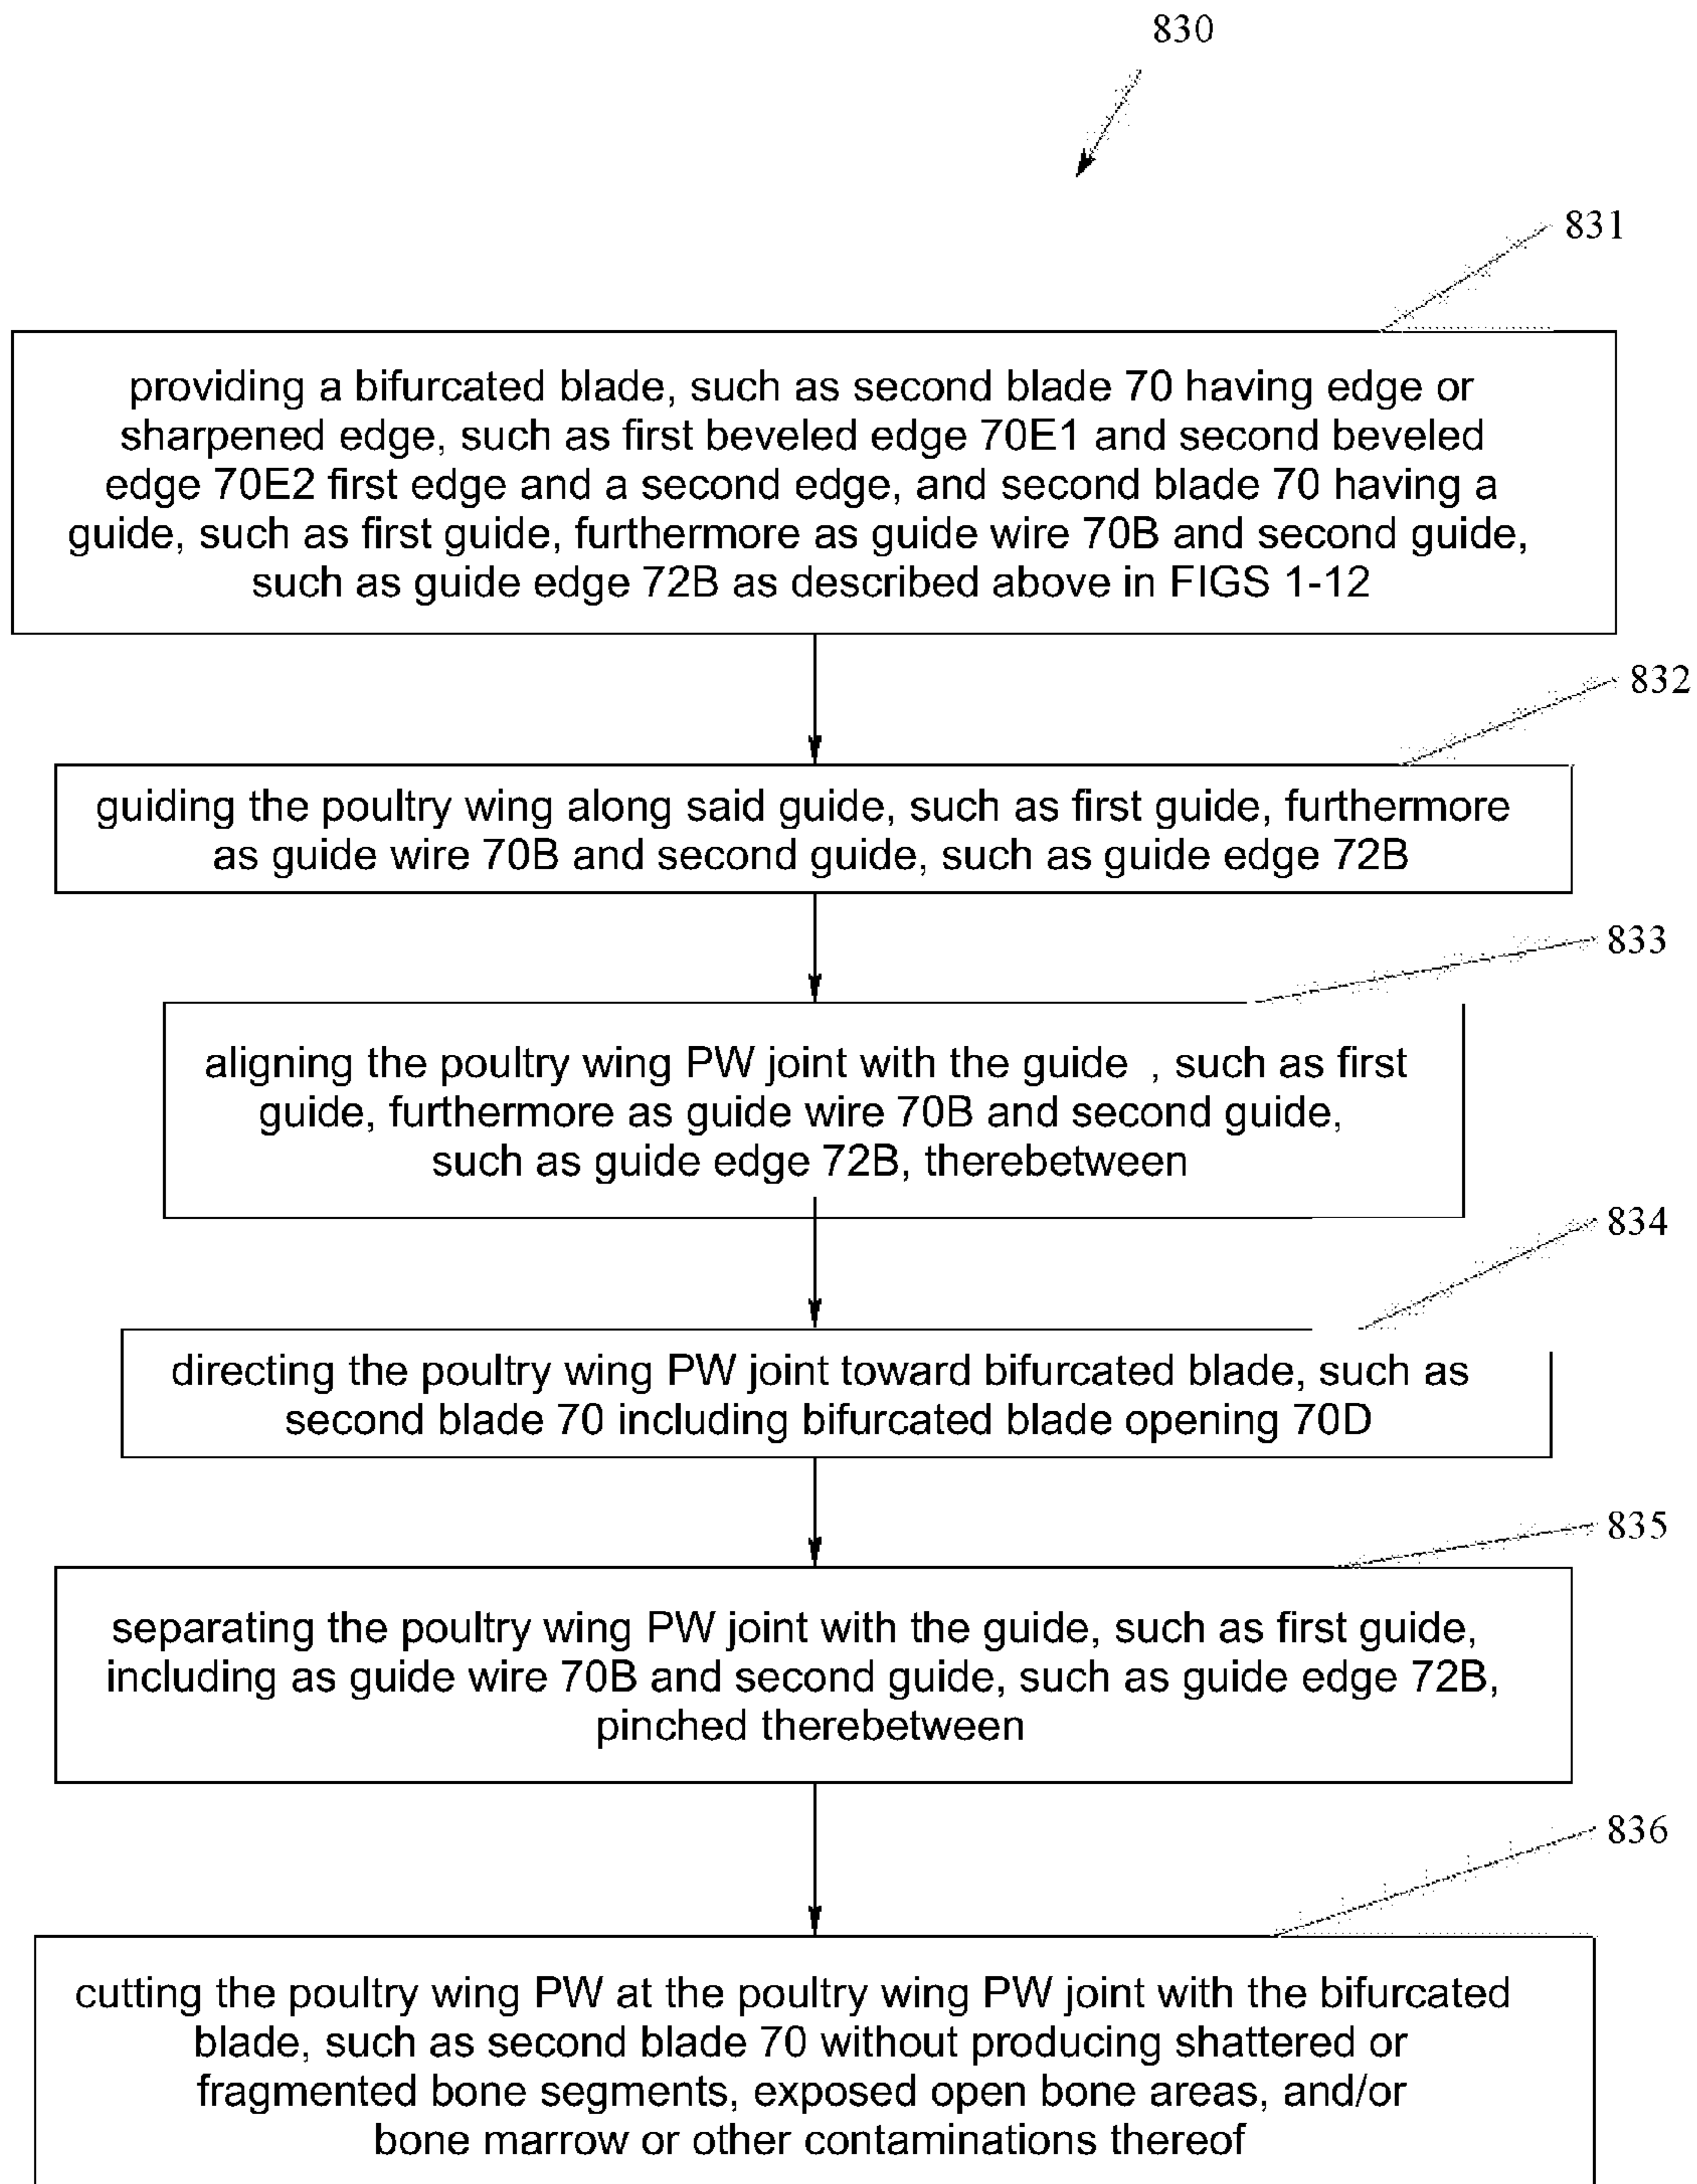 830
831
providing a bifurcated blade, such as second blade 70 having edge or
sharpened edge, such as first beveled edge 70E1 and second beveled
edge 70E2 first edge and a second edge, and second blade 70 having a
guide, such as first guide, furthermore as guide wire 70B and second guide,
such as guide edge 72B as described above in FIGS 1-12
832
guiding the poultry wing along said guide, such as first guide, furthermore
as guide wire 70B and second guide, such as guide edge 72B
833
aligning the poultry wing PW joint with the guide , such as first
guide, furthermore as guide wire 70B and second guide,
such as guide edge 72B, therebetween
834
directing the poultry wing PW joint toward bifurcated blade, such as
second blade 70 including bifurcated blade opening 70D
835
separating the poultry wing PW joint with the guide, such as first guide,
including as guide wire 70B and second guide, such as guide edge 72B,
pinched therebetween
836
cutting the poultry wing PW at the poultry wing PW joint with the bifurcated
blade, such as second blade 70 without producing shattered or
fragmented bone segments, exposed open bone areas, and/or
bone marrow or other contaminations thereof